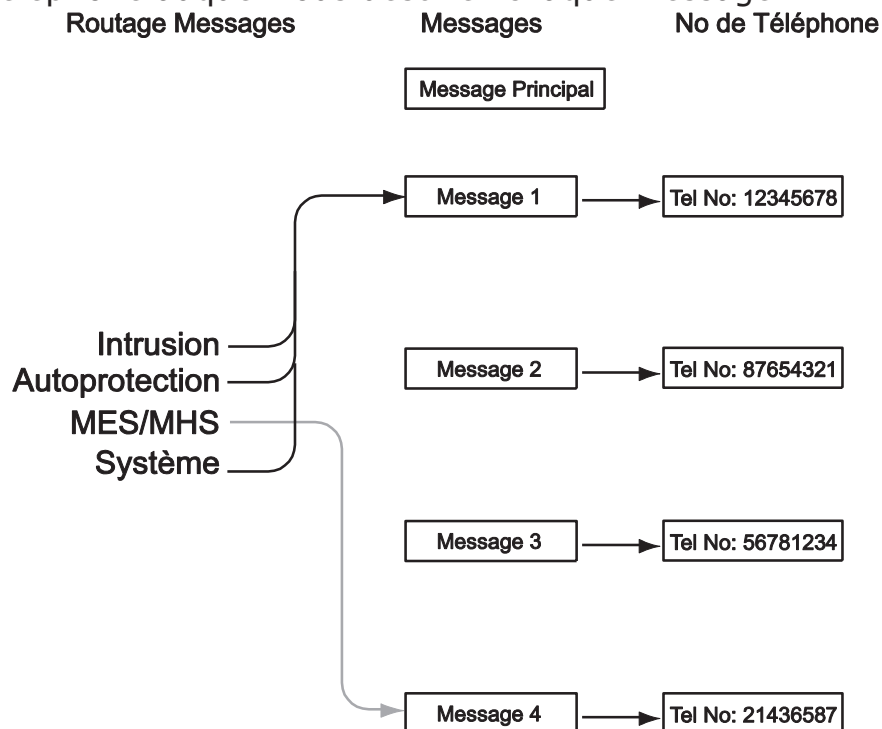 Routage Messages Messages No de Téléphone
Message Principal
Message 1 Tel No: 12345678
Intrusion
Message 2 Tel No: 87654321
Autoprotection
MES/MHS
Système
Message 3 Tel No: 56781234
Message 4 Tel No: 21436587